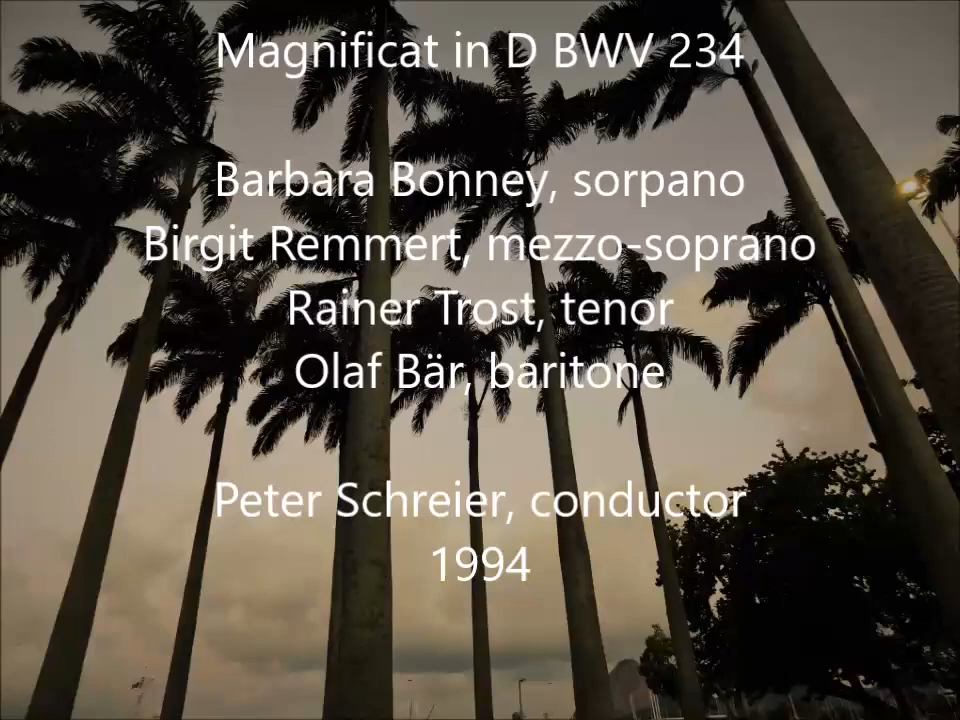 Magnificat in D BWV 234
Barbara Bonney, sorpano
Birgit Remmert, mezzo-soprano
Rainer Trost, tenor
Olaf Bär, baritone
Peter Schreier, conductor
1994